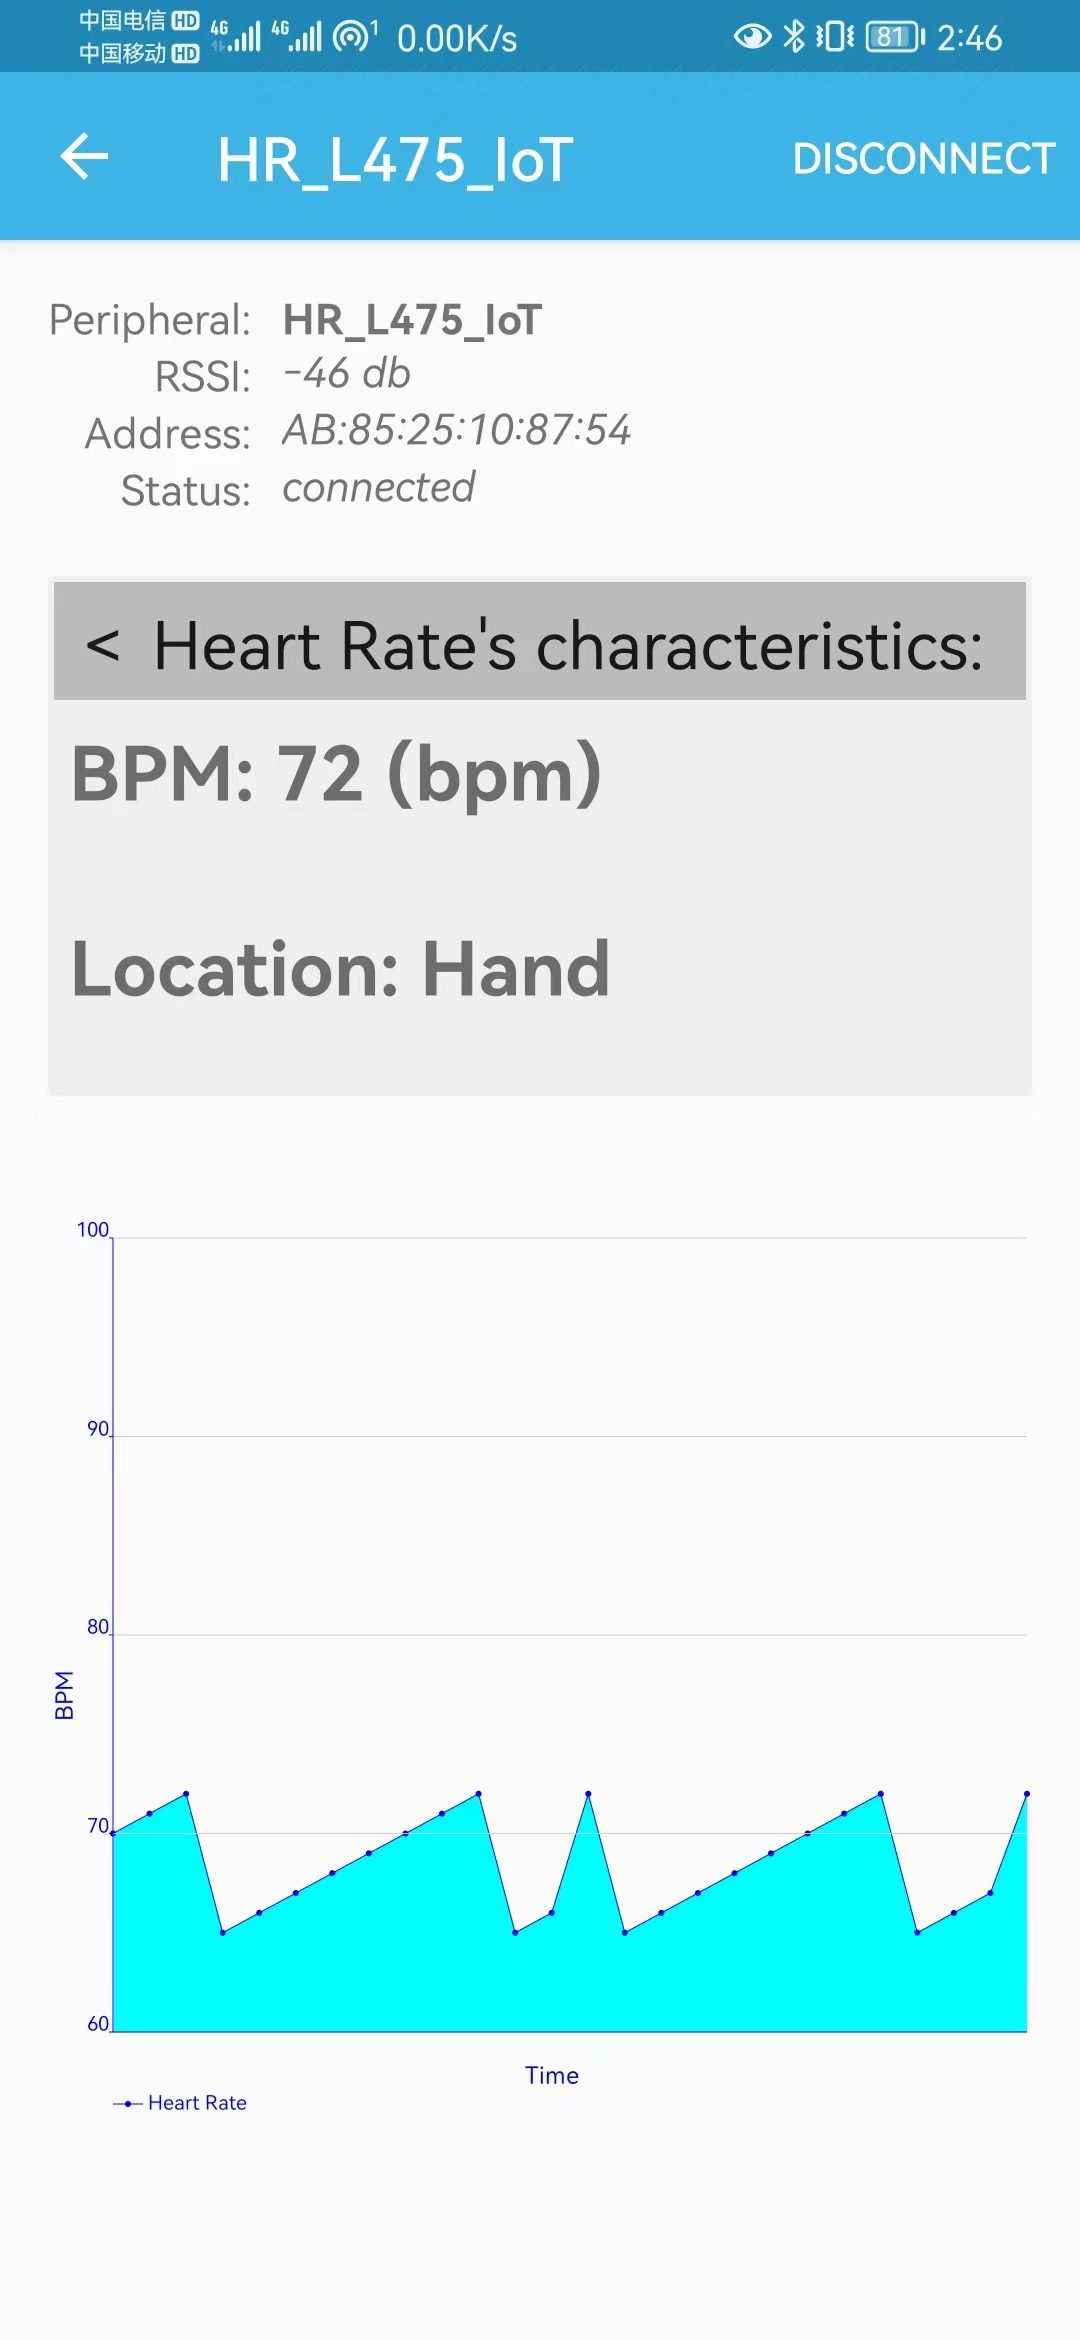 中国电信 HD 4G 4G 1 0.00K/s 81 2:46
中国移动 HD
HR_L475_IoT DISCONNECT
Peripheral: HR_L475_IoT
RSSI: -46 db
Address: AB:85:25:10:87:54
Status: connected
< Heart Rate's characteristics:
BPM: 72 (bpm)
Location: Hand
100
90
80
BPM
70
60
Time
Heart Rate